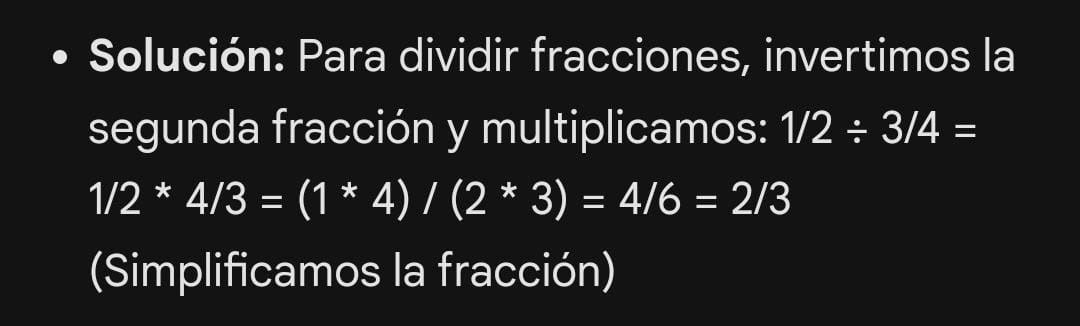 • Solución: Para dividir fracciones, invertimos la
segunda fracción y multiplicamos: 1/2 ÷ 3/4 =
1/2 * 4/3 = (1 * 4) / (2 * 3) = 4/6 = 2/3
(Simplificamos la fracción)